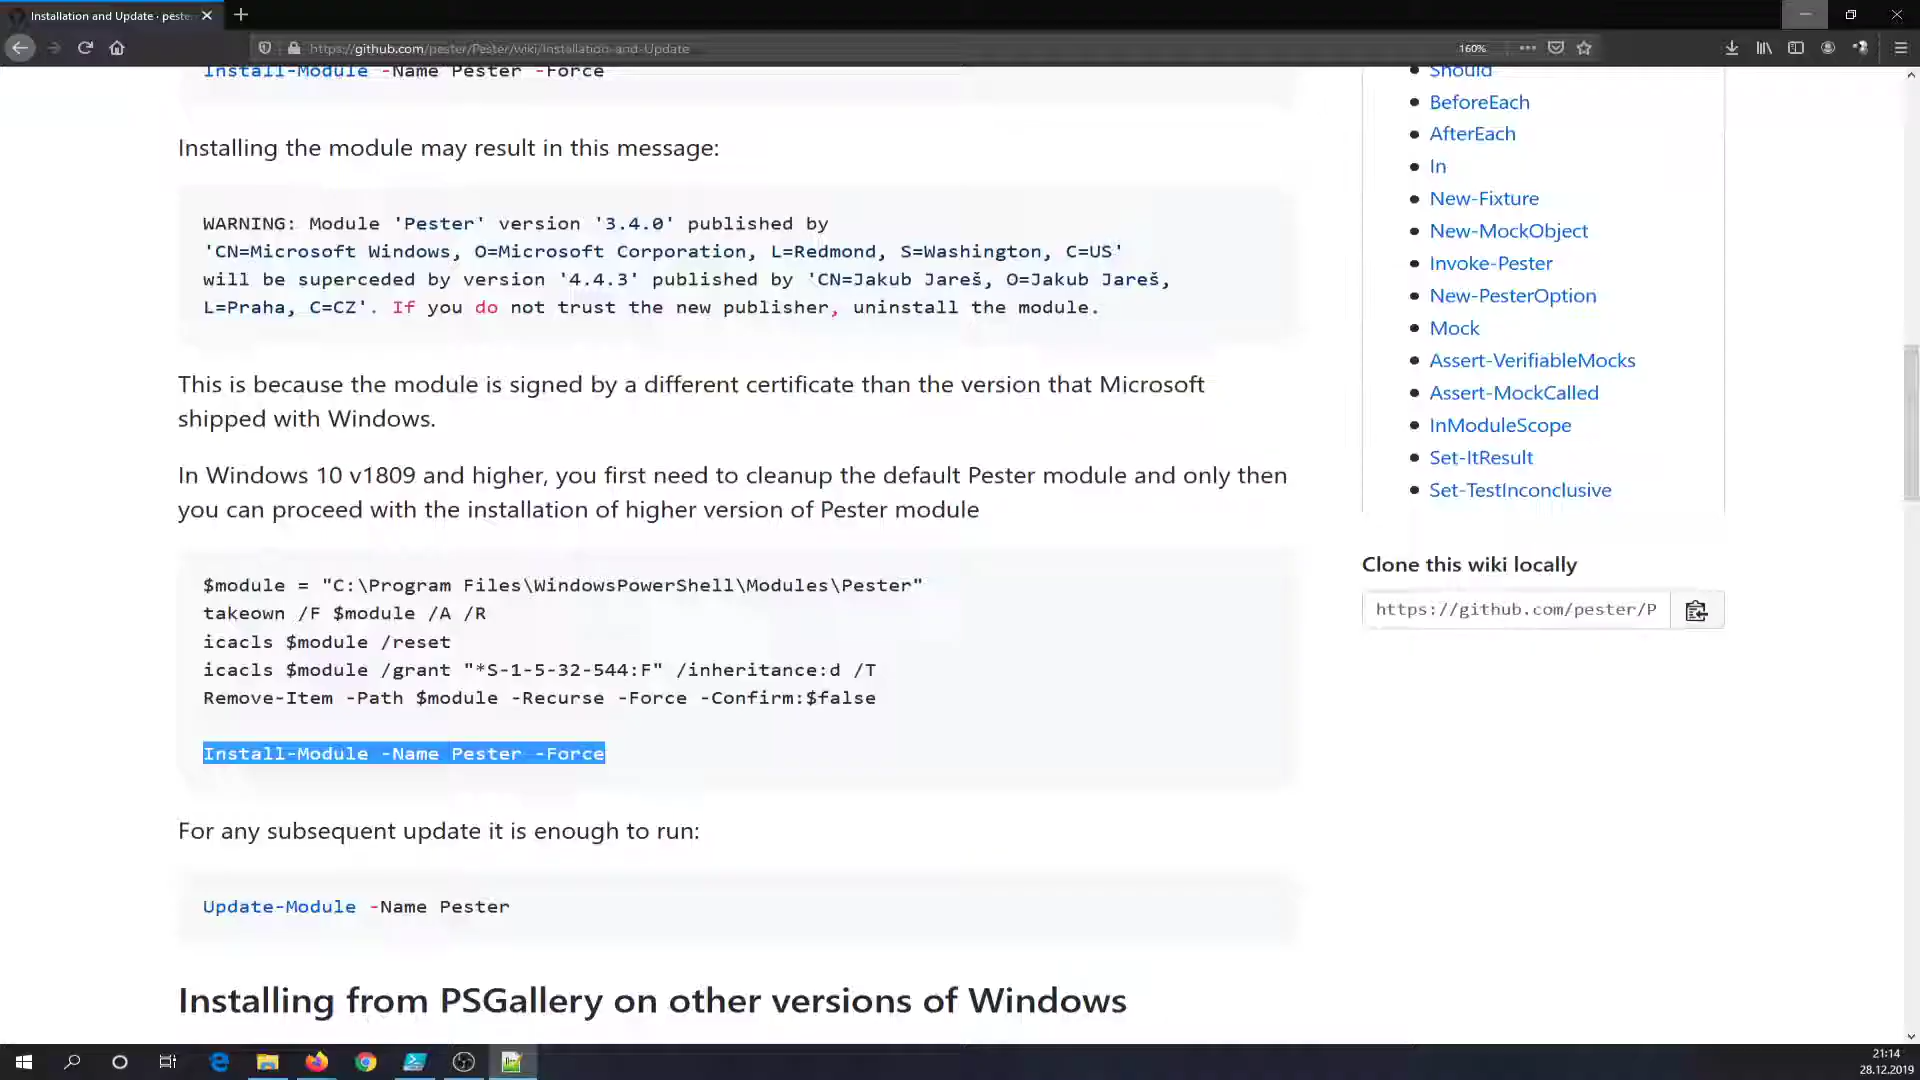 Installation and Update · peste
https://github.com/pester/Pester/wiki/Installation-and-Update
160%
Install-Module -Name Pester -Force
Installing the module may result in this message:
WARNING: Module 'Pester' version '3.4.0' published by
'CN=Microsoft Windows, O=Microsoft Corporation, L=Redmond, S=Washington, C=US'
will be superceded by version '4.4.3' published by 'CN=Jakub Jareš, O=Jakub Jareš,
L=Praha, C=CZ'. If you do not trust the new publisher, uninstall the module.
This is because the module is signed by a different certificate than the version that Microsoft
shipped with Windows.
In Windows 10 v1809 and higher, you first need to cleanup the default Pester module and only then
you can proceed with the installation of higher version of Pester module
$module = "C:\Program Files\WindowsPowerShell\Modules\Pester"
takeown /F $module /A /R
icacls $module /reset
icacls $module /grant "*S-1-5-32-544:F" /inheritance:d /T
Remove-Item -Path $module -Recurse -Force -Confirm:$false
Install-Module -Name Pester -Force
For any subsequent update it is enough to run:
Update-Module -Name Pester
Installing from PSGallery on other versions of Windows
Should
BeforeEach
AfterEach
In
New-Fixture
New-MockObject
Invoke-Pester
New-PesterOption
Mock
Assert-VerifiableMocks
Assert-MockCalled
InModuleScope
Set-ItResult
Set-TestInconclusive
Clone this wiki locally
https://github.com/pester/P
21:14
28.12.2019